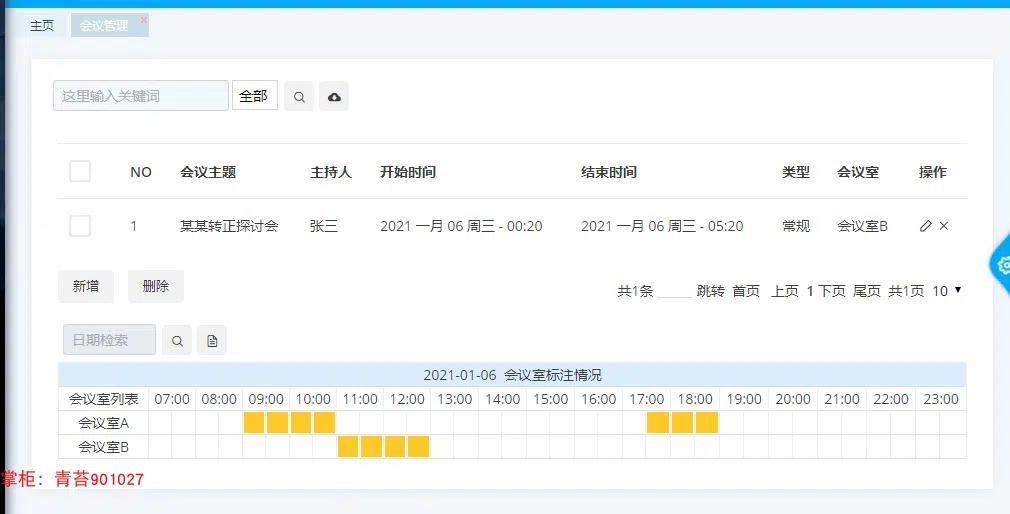 主页 会议管理
这里输入关键词 全部
NO 会议主题 主持人 开始时间 结束时间 类型 会议室 操作
1 某某转正探讨会 张三 2021 一月 06 周三 - 00:20 2021 一月 06 周三 - 05:20 常规 会议室B
新增 删除
共1条 跳转 首页 上页 1 下页 尾页 共1页 10
日期检索
2021-01-06 会议室标注情况
会议室列表 07:00 08:00 09:00 10:00 11:00 12:00 13:00 14:00 15:00 16:00 17:00 18:00 19:00 20:00 21:00 22:00 23:00
会议室A
会议室B
掌柜：青苔901027